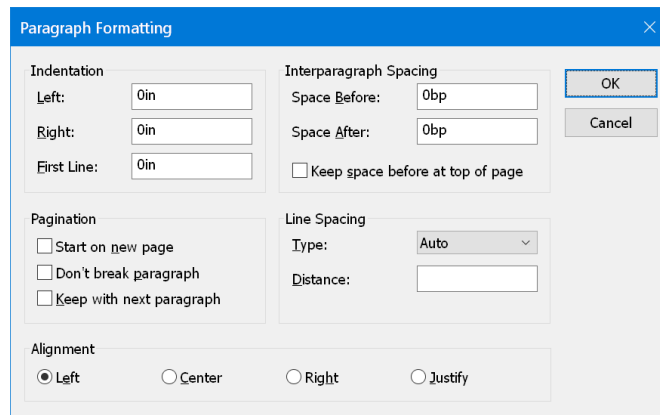 Paragraph Formatting
Indentation
Left: 0in
Right: 0in
First Line: 0in
Interparagraph Spacing
Space Before: 0bp
Space After: 0bp
Keep space before at top of page
OK
Cancel
Pagination
Start on new page
Don't break paragraph
Keep with next paragraph
Line Spacing
Type: Auto
Distance:
Alignment
Left Center Right Justify